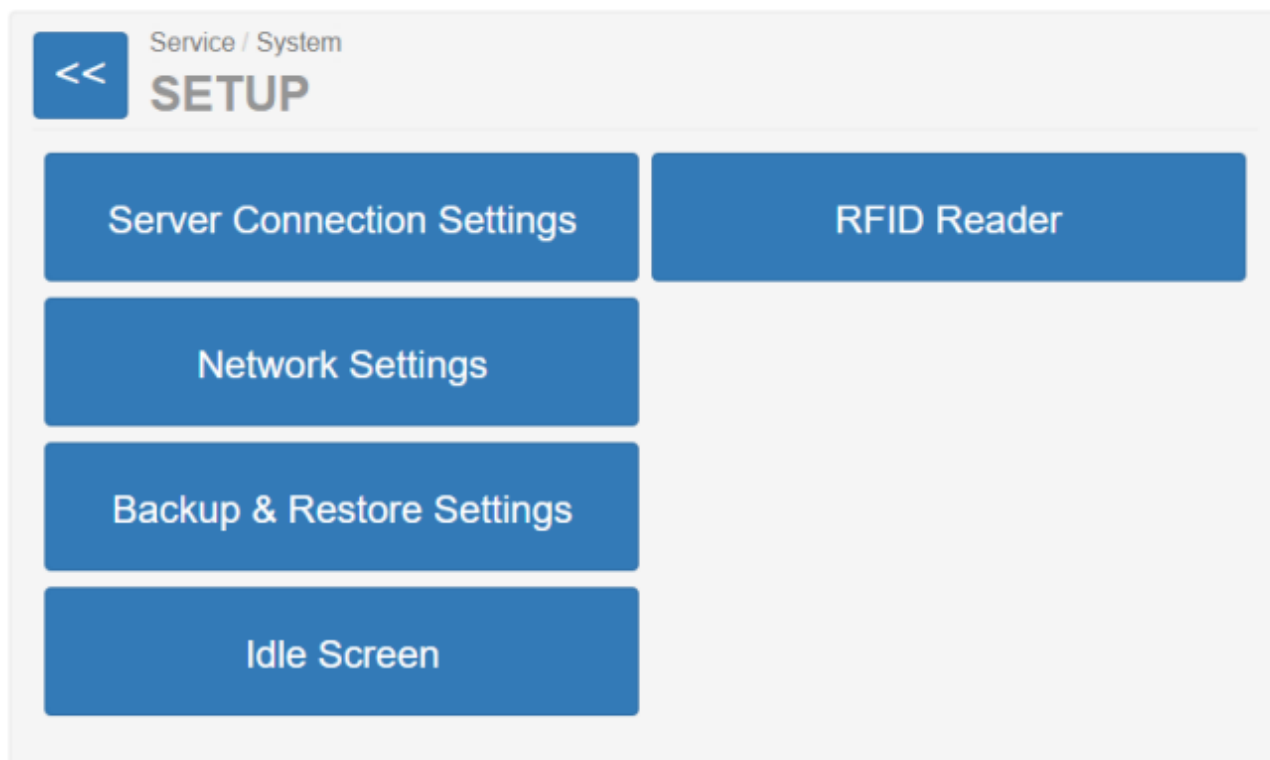 <<
Service / System
SETUP
Server Connection Settings
RFID Reader
Network Settings
Backup & Restore Settings
Idle Screen